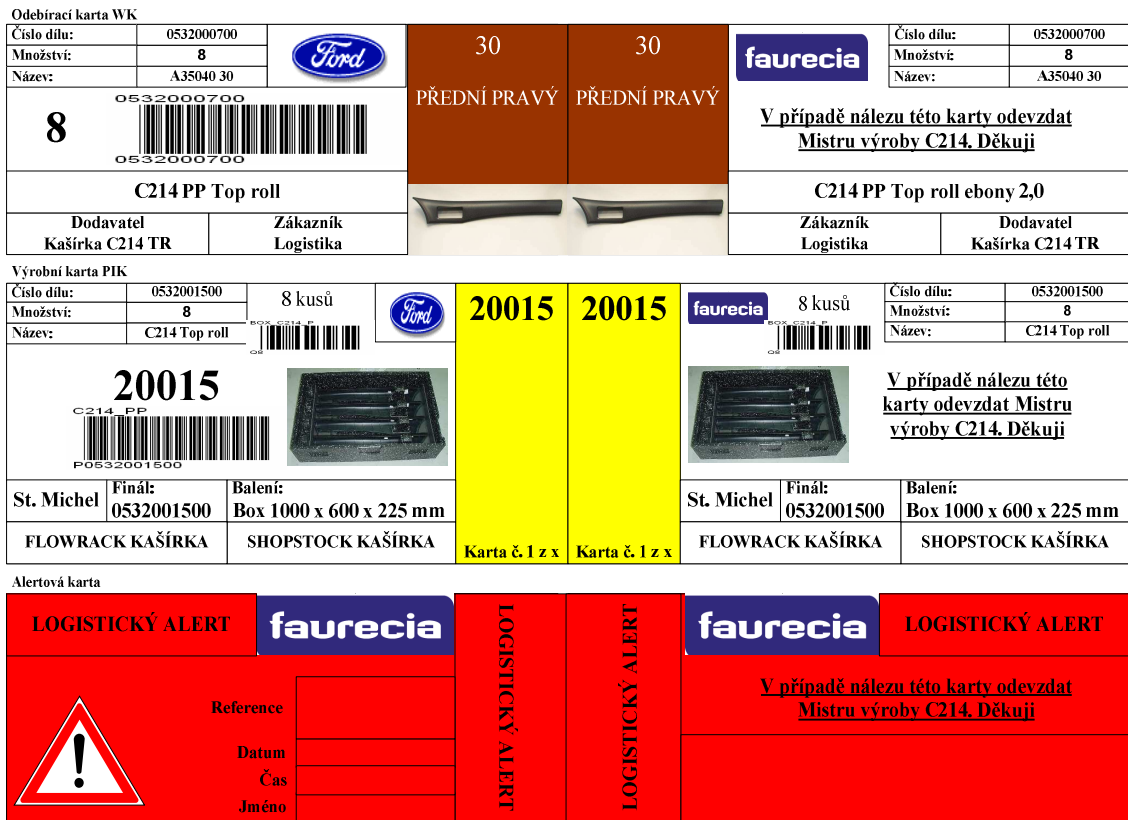 Odebírací karta WK
Číslo dílu: 0532000700
Množství: 8
Název: A35040 30
Ford
0532000700
8
0532000700
C214 PP Top roll
Dodavatel
Kašírka C214 TR
Zákazník
Logistika
30
PŘEDNÍ PRAVÝ
30
PŘEDNÍ PRAVÝ
faurecia
Číslo dílu: 0532000700
Množství: 8
Název: A35040 30
V případě nálezu této karty odevzdat
Mistru výroby C214. Děkuji
C214 PP Top roll ebony 2,0
Zákazník
Logistika
Dodavatel
Kašírka C214 TR
Výrobní karta PIK
Číslo dílu: 0532001500
Množství: 8
Název: C214 Top roll
8 kusů
BOX_C214_P
Q8
Ford
20015
C214_PP
P0532001500
St. Michel
Finál:
0532001500
Balení:
Box 1000 x 600 x 225 mm
FLOWRACK KAŠÍRKA
SHOPSTOCK KAŠÍRKA
20015
Karta č. 1 z x
20015
Karta č. 1 z x
faurecia
8 kusů
BOX_C214_P
Q8
Číslo dílu: 0532001500
Množství: 8
Název: C214 Top roll
V případě nálezu této
karty odevzdat Mistru
výroby C214. Děkuji
St. Michel
Finál:
0532001500
Balení:
Box 1000 x 600 x 225 mm
FLOWRACK KAŠÍRKA
SHOPSTOCK KAŠÍRKA
Alertová karta
LOGISTICKÝ ALERT
faurecia
Reference
Datum
Čas
Jméno
LOGISTICKÝ ALERT
LOGISTICKÝ ALERT
faurecia
LOGISTICKÝ ALERT
V případě nálezu této karty odevzdat
Mistru výroby C214. Děkuji